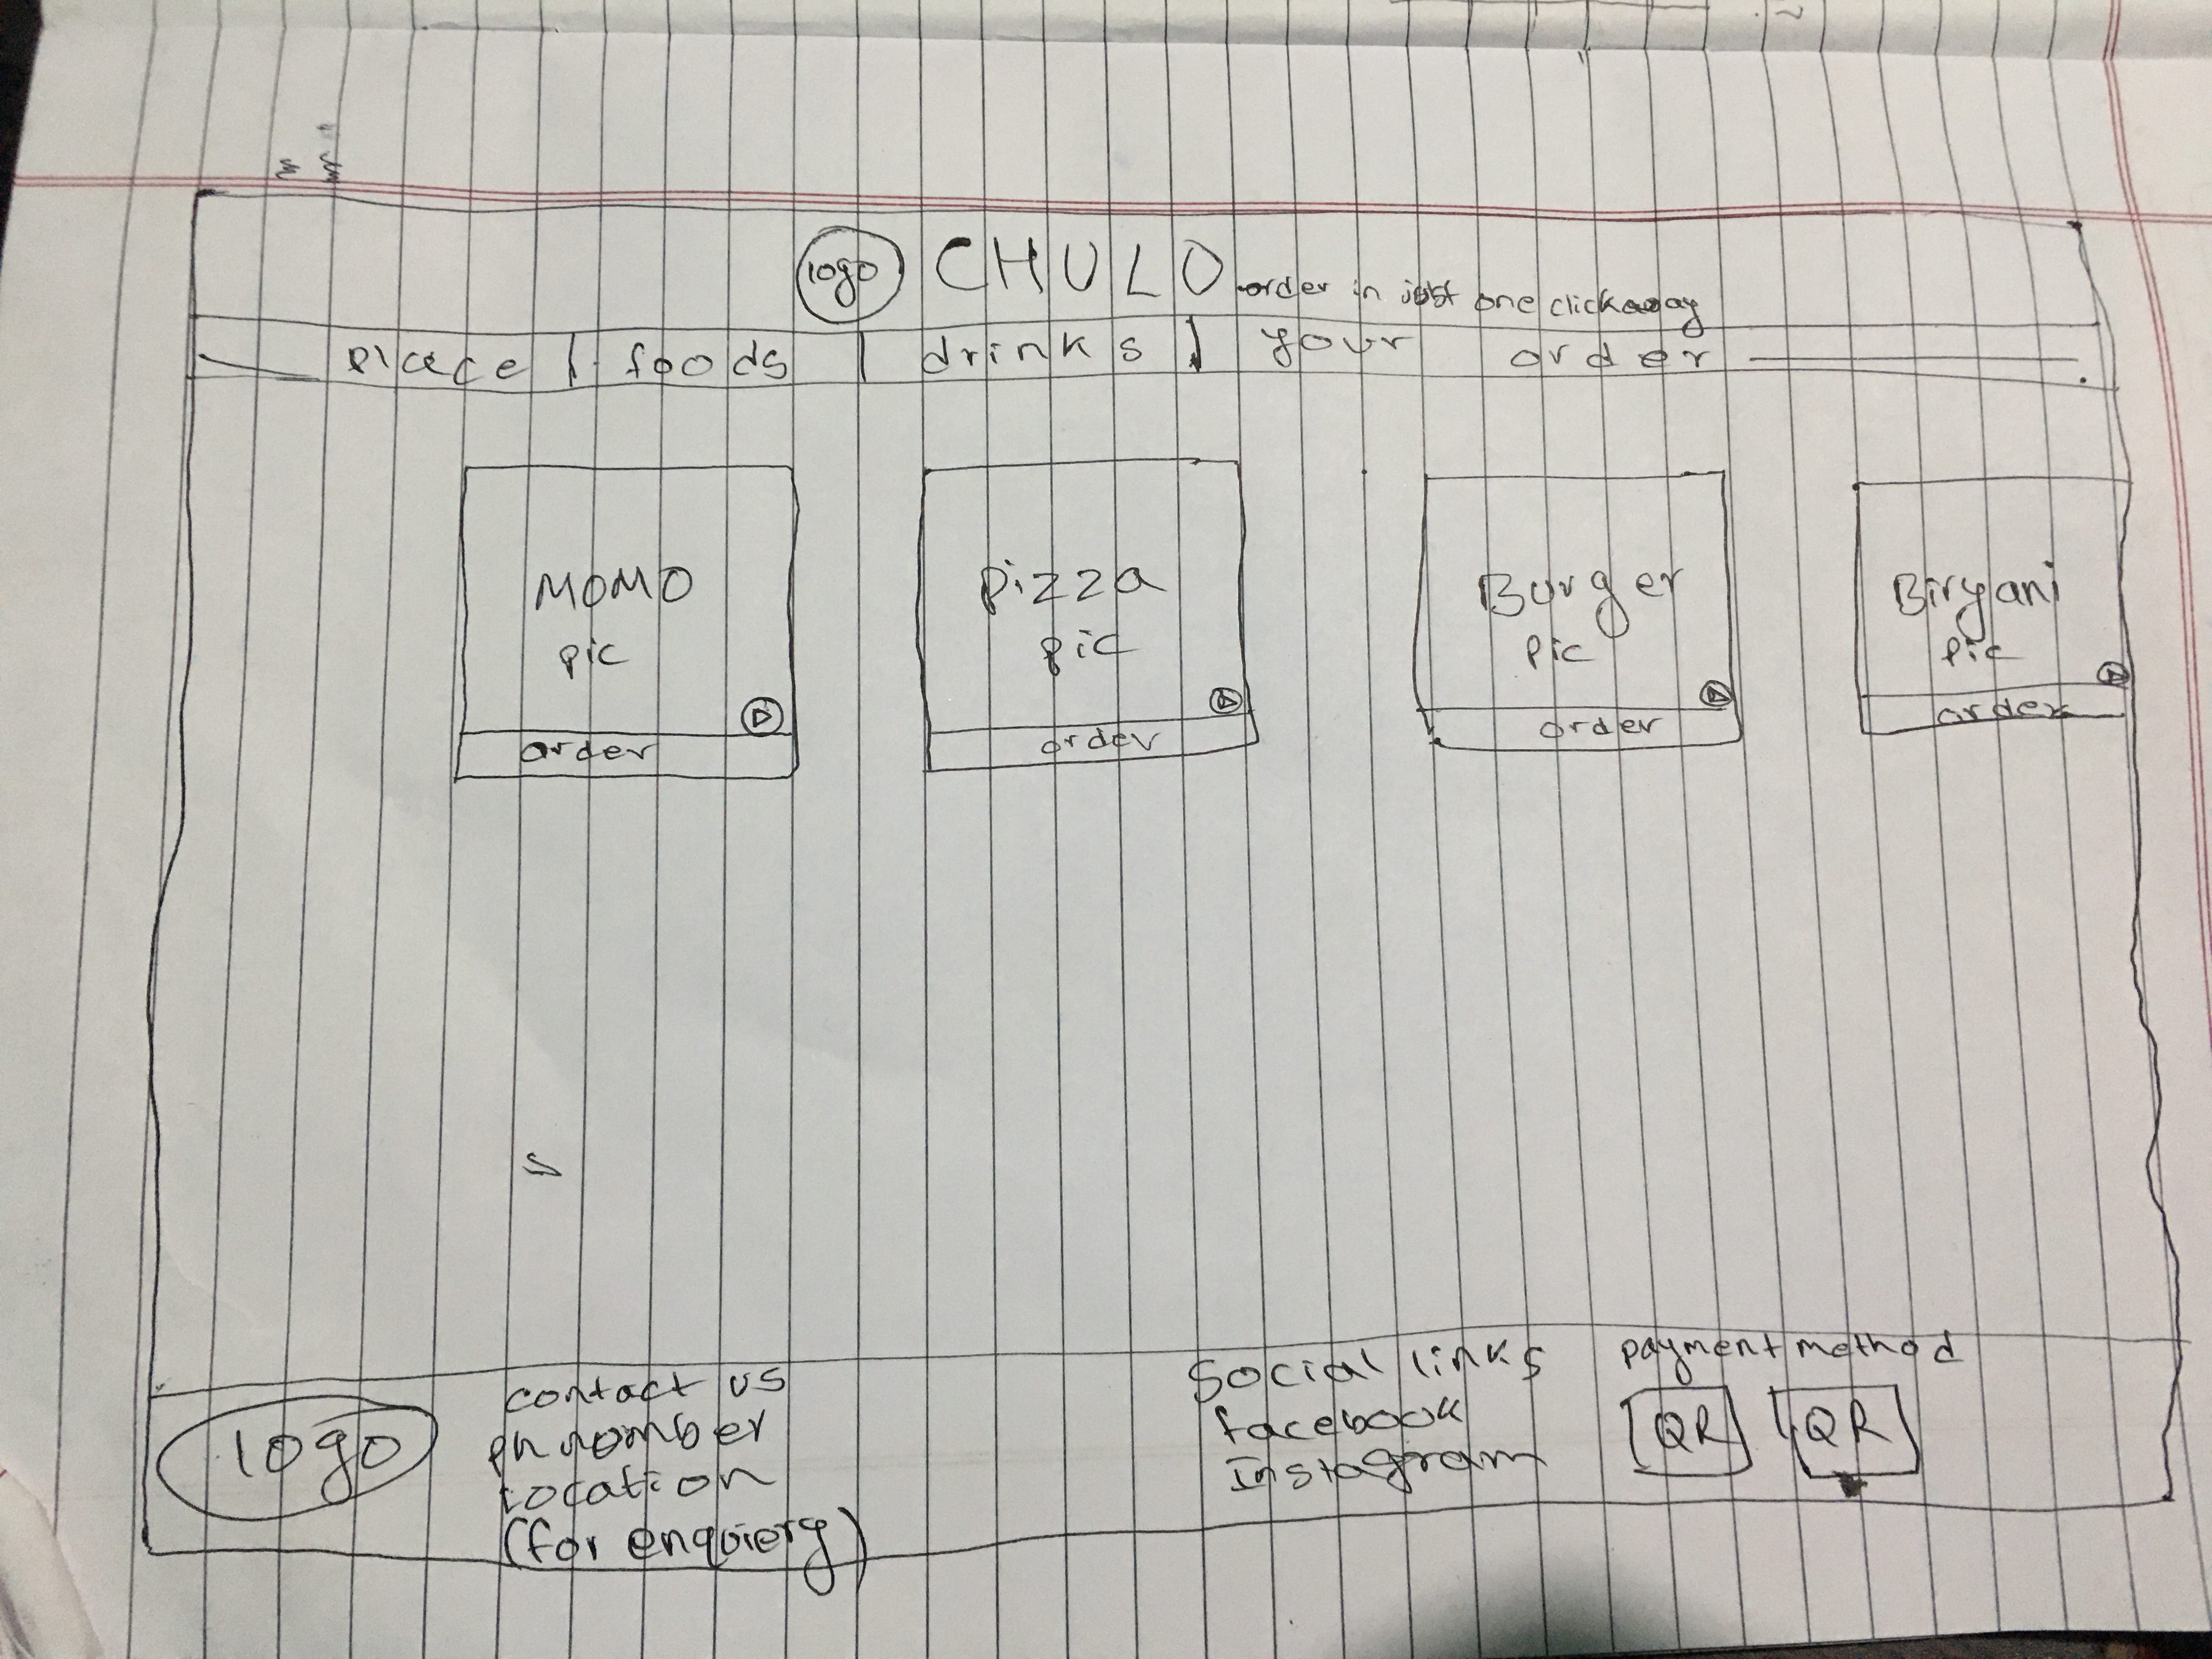 logo CHULO order in just one click away
place | foods | drinks | your order
MOMO
pic
order
pizza
pic
order
Burger
pic
order
Biryani
pic
order
logo
contact us
ph number
location
(for enquiery)
Social links
facebook
Instagram
payment method
QR QR